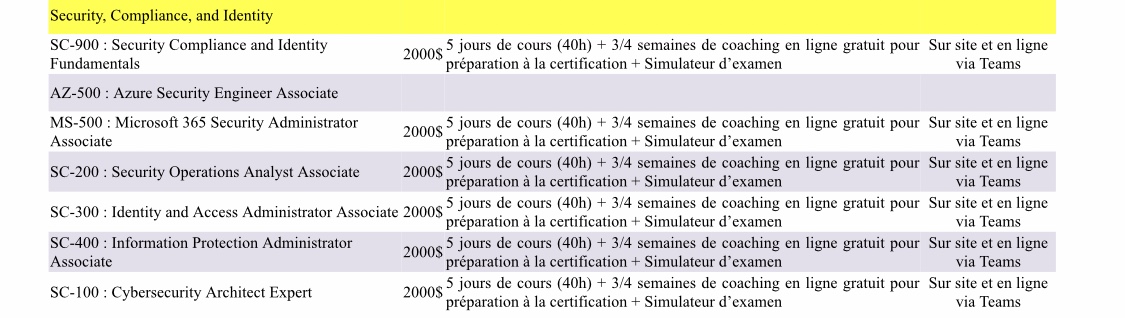 Security, Compliance, and Identity
SC-900 : Security Compliance and Identity
Fundamentals
2000$
5 jours de cours (40h) + 3/4 semaines de coaching en ligne gratuit pour
préparation à la certification + Simulateur d’examen
Sur site et en ligne
via Teams
AZ-500 : Azure Security Engineer Associate
MS-500 : Microsoft 365 Security Administrator
Associate
2000$
5 jours de cours (40h) + 3/4 semaines de coaching en ligne gratuit pour
préparation à la certification + Simulateur d’examen
Sur site et en ligne
via Teams
SC-200 : Security Operations Analyst Associate
2000$
5 jours de cours (40h) + 3/4 semaines de coaching en ligne gratuit pour
préparation à la certification + Simulateur d’examen
Sur site et en ligne
via Teams
SC-300 : Identity and Access Administrator Associate
2000$
5 jours de cours (40h) + 3/4 semaines de coaching en ligne gratuit pour
préparation à la certification + Simulateur d’examen
Sur site et en ligne
via Teams
SC-400 : Information Protection Administrator
Associate
2000$
5 jours de cours (40h) + 3/4 semaines de coaching en ligne gratuit pour
préparation à la certification + Simulateur d’examen
Sur site et en ligne
via Teams
SC-100 : Cybersecurity Architect Expert
2000$
5 jours de cours (40h) + 3/4 semaines de coaching en ligne gratuit pour
préparation à la certification + Simulateur d’examen
Sur site et en ligne
via Teams